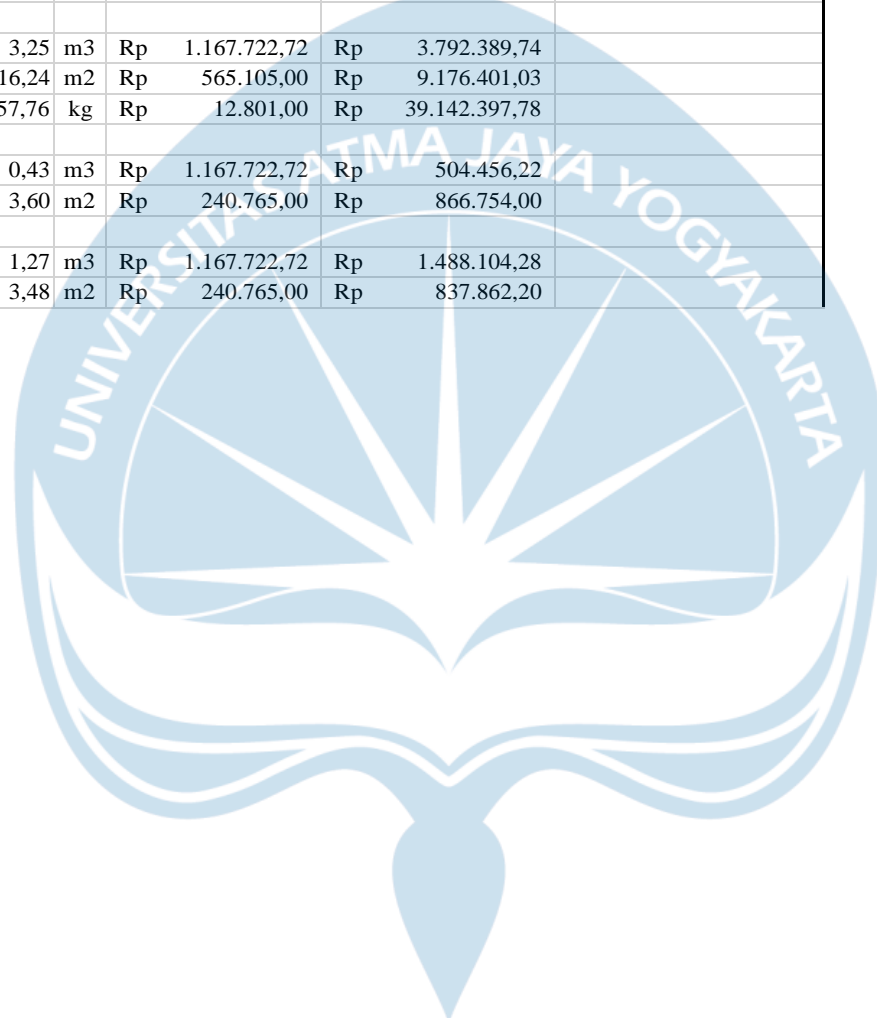 3,25 m3 Rp 1.167.722,72 Rp 3.792.389,74
16,24 m2 Rp 565.105,00 Rp 9.176.401,03
57,76 kg Rp 12.801,00 Rp 39.142.397,78
0,43 m3 Rp 1.167.722,72 Rp 504.456,22
3,60 m2 Rp 240.765,00 Rp 866.754,00
1,27 m3 Rp 1.167.722,72 Rp 1.488.104,28
3,48 m2 Rp 240.765,00 Rp 837.862,20
UNIVERSITAS ATMA JAYA YOGYAKARTA